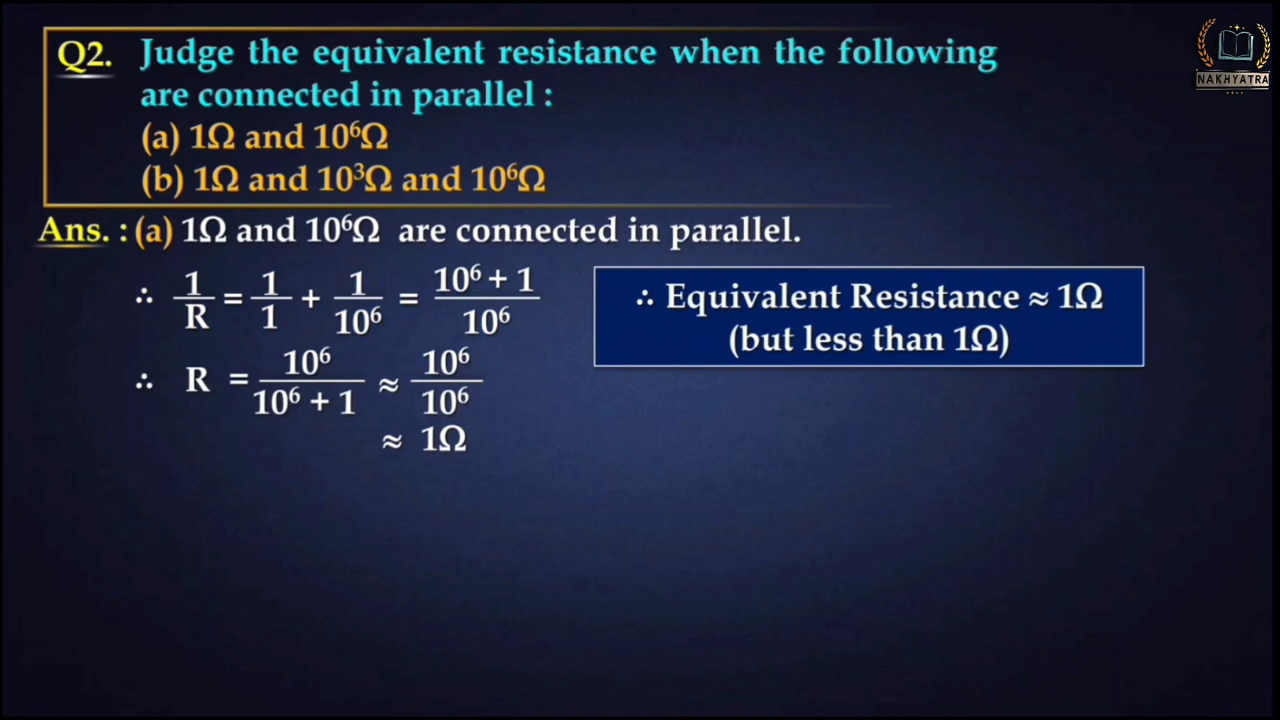 Q2. Judge the equivalent resistance when the following
are connected in parallel :
(a) 1Ω and 10⁶Ω
(b) 1Ω and 10³Ω and 10⁶Ω
NAKHYATRA
Ans. : (a) 1Ω and 10⁶Ω are connected in parallel.
∴ 1/R = 1/1 + 1/10⁶ = (10⁶ + 1)/10⁶
∴ R = 10⁶/(10⁶ + 1) ≈ 10⁶/10⁶
≈ 1Ω
∴ Equivalent Resistance ≈ 1Ω
(but less than 1Ω)